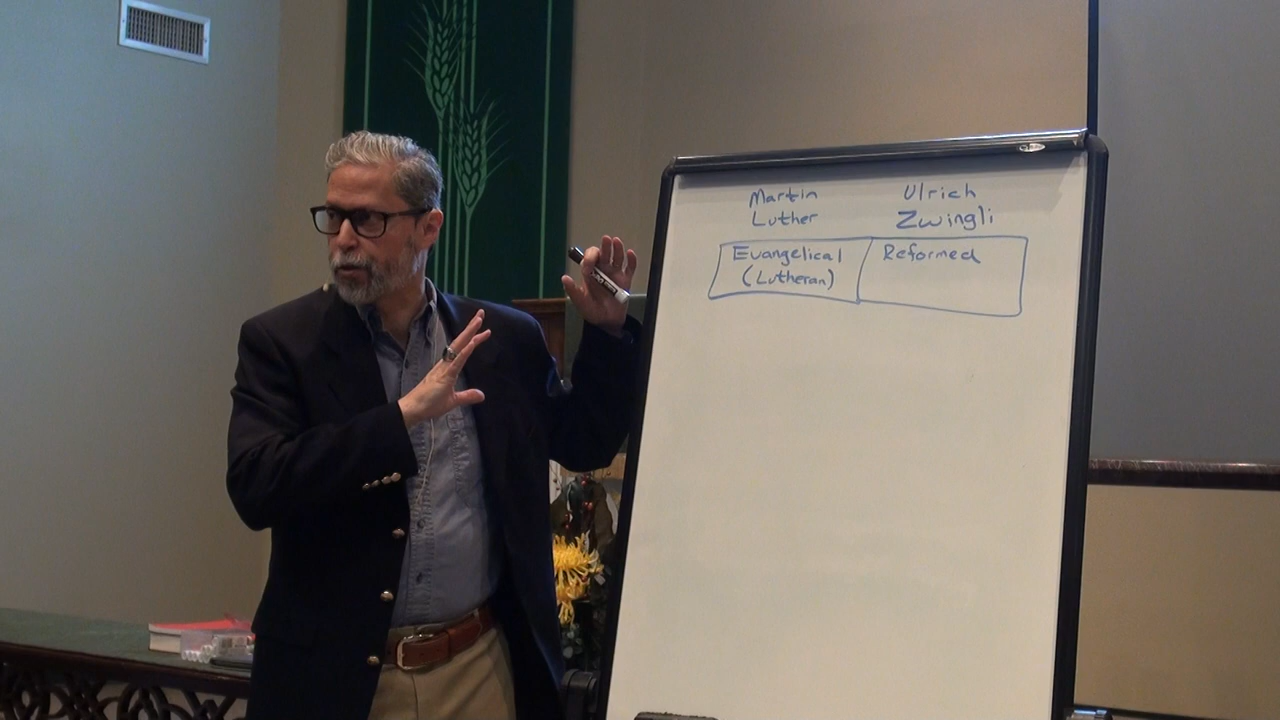 Martin
Luther
Ulrich
Zwingli
Evangelical
(Lutheran)
Reformed